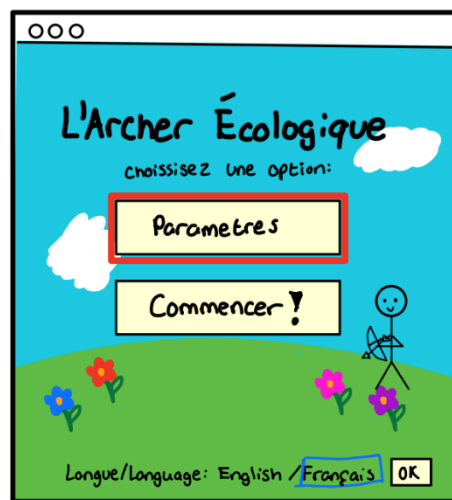 L'Archer Écologique
choissisez une option:
Parametres
Commencer !
Longue/Language: English / Français OK